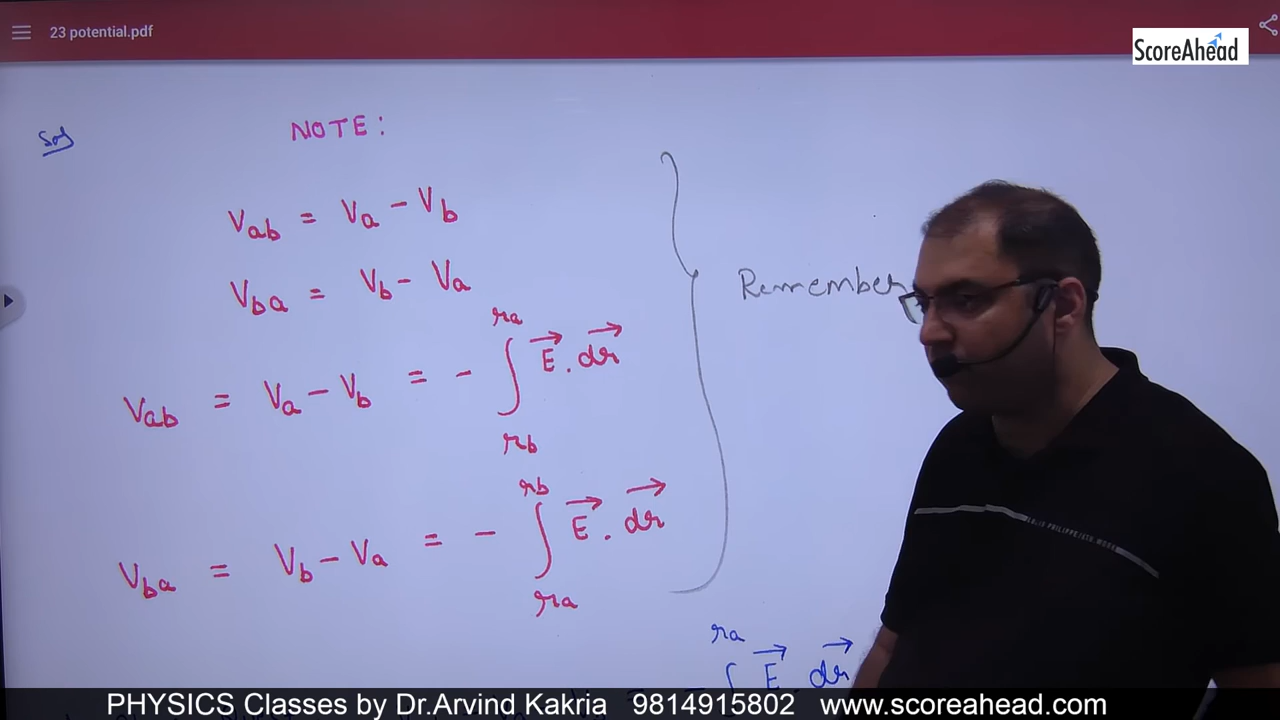 23 potential.pdf
ScoreAhead
Sol
NOTE:
Vab = Va - Vb
Vba = Vb - Va
Remember
ra
Vab = Va - Vb = - ∫ E⃗ . dr⃗
rb
rb
Vba = Vb - Va = - ∫ E⃗ . dr⃗
ra
ra
∫ E⃗ dr⃗
PHYSICS Classes by Dr.Arvind Kakria 9814915802 www.scoreahead.com